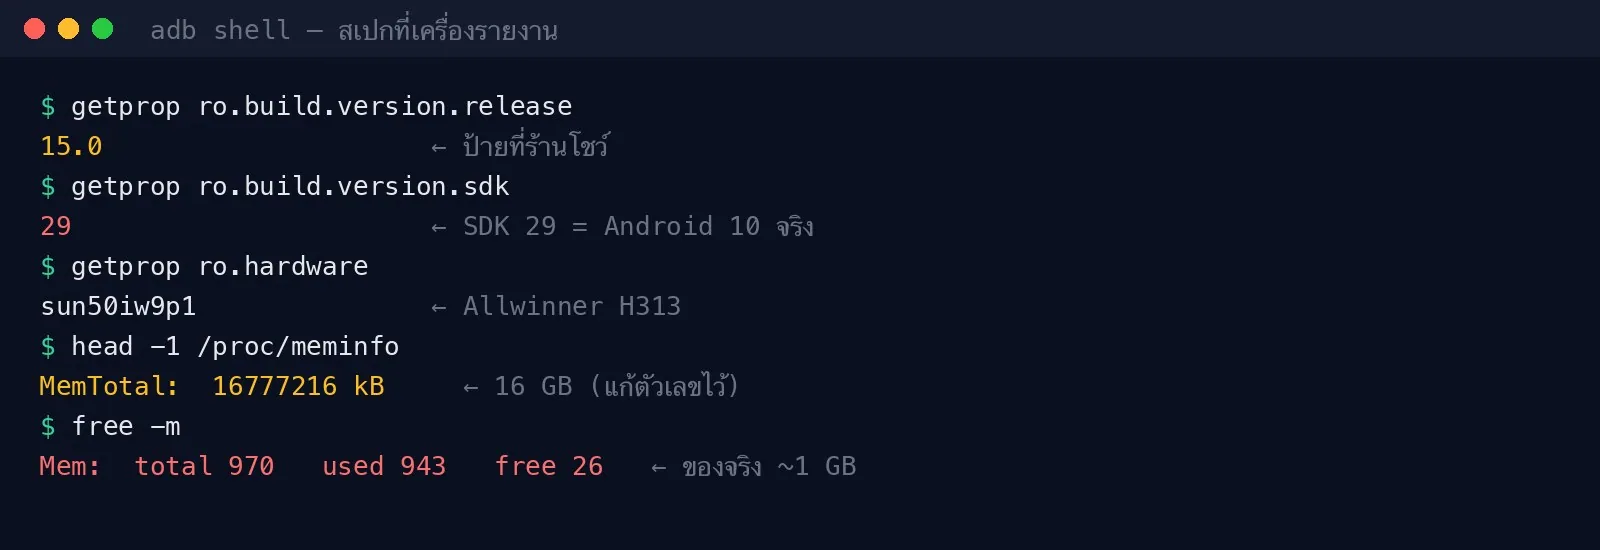 adb shell — สเปกที่เครื่องรายงาน
$ getprop ro.build.version.release
15.0 ← ป้ายที่ร้านโชว์
$ getprop ro.build.version.sdk
29 ← SDK 29 = Android 10 จริง
$ getprop ro.hardware
sun50iw9p1 ← Allwinner H313
$ head −1 /proc/meminfo
MemTotal: 16777216 kB ← 16 GB (แก้ตัวเลขไว้)
$ free −m
Mem: total 970 used 943 free 26 ← ของจริง ~1 GB